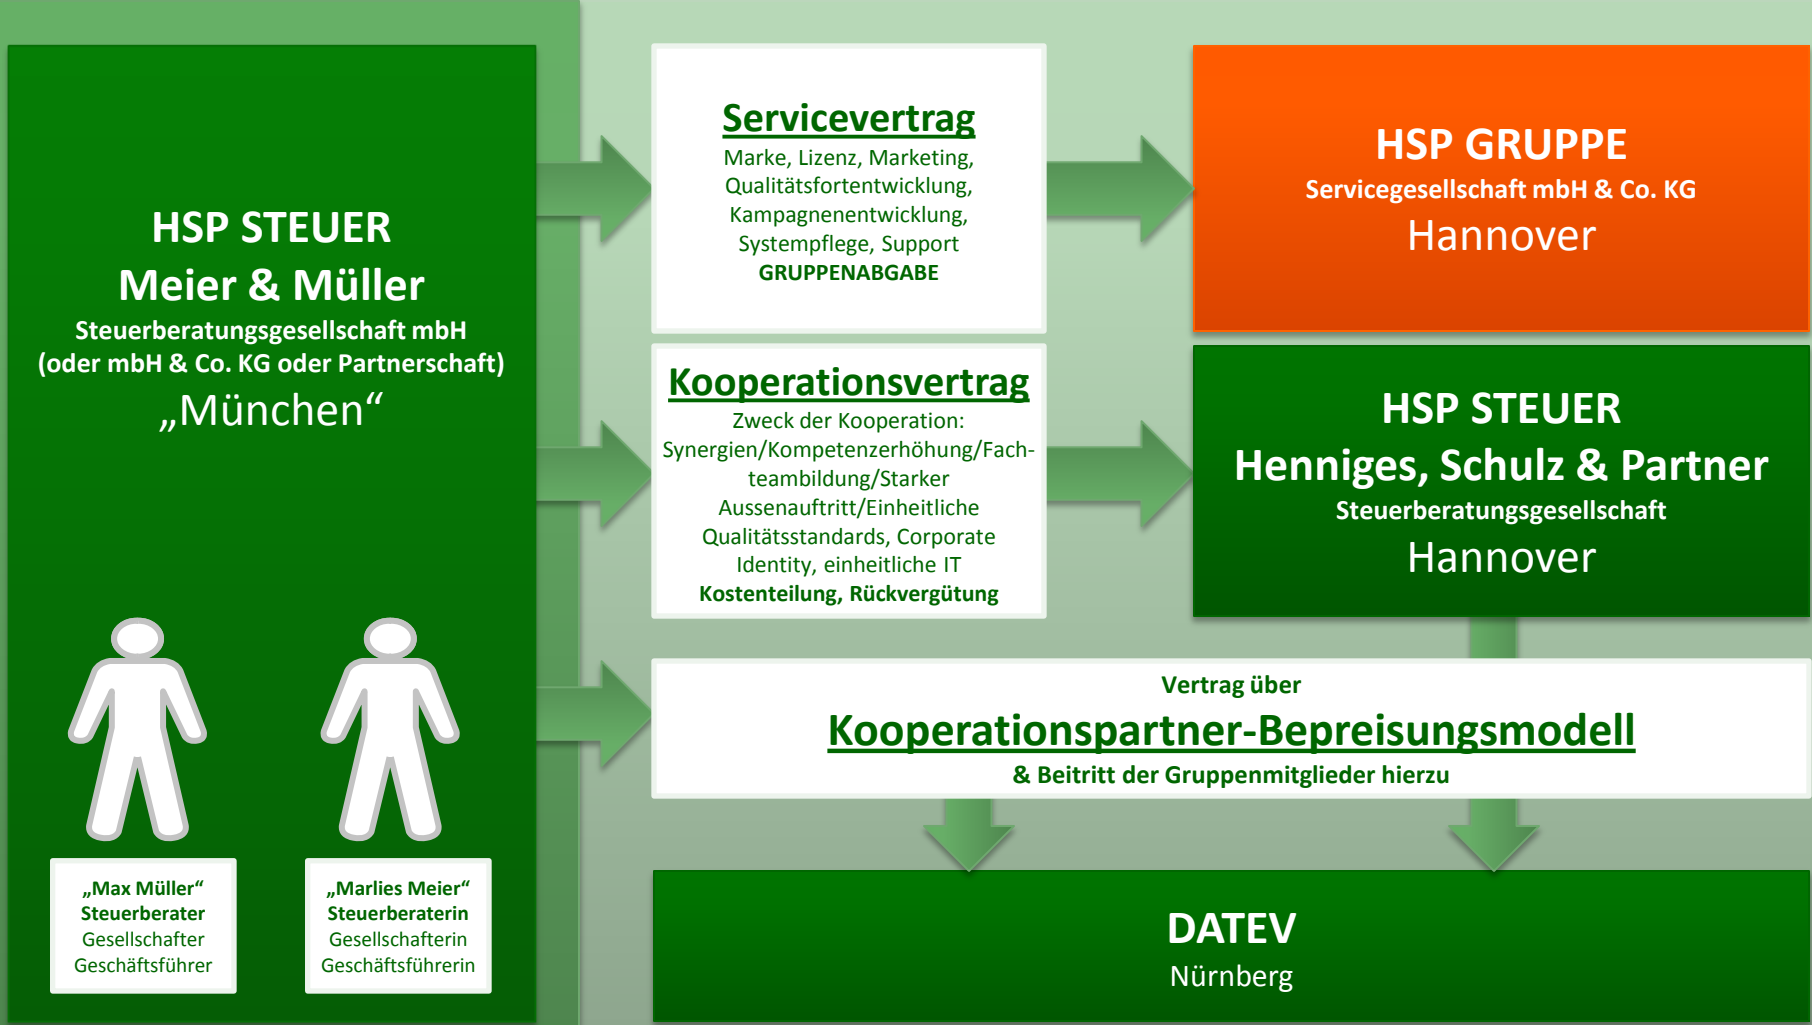 HSP STEUER
Meier & Müller
Steuerberatungsgesellschaft mbH
(oder mbH & Co. KG oder Partnerschaft)
„München“
„Max Müller“
Steuerberater
Gesellschafter
Geschäftsführer
„Marlies Meier“
Steuerberaterin
Gesellschafterin
Geschäftsführerin
Servicevertrag
Marke, Lizenz, Marketing,
Qualitätsfortentwicklung,
Kampagnenentwicklung,
Systempflege, Support
GRUPPENABGABE
HSP GRUPPE
Servicegesellschaft mbH & Co. KG
Hannover
Kooperationsvertrag
Zweck der Kooperation:
Synergien/Kompetenzerhöhung/Fach-
teambildung/Starker
Aussenauftritt/Einheitliche
Qualitätsstandards, Corporate
Identity, einheitliche IT
Kostenteilung, Rückvergütung
HSP STEUER
Henniges, Schulz & Partner
Steuerberatungsgesellschaft
Hannover
Vertrag über
Kooperationspartner-Bepreisungsmodell
& Beitritt der Gruppenmitglieder hierzu
DATEV
Nürnberg